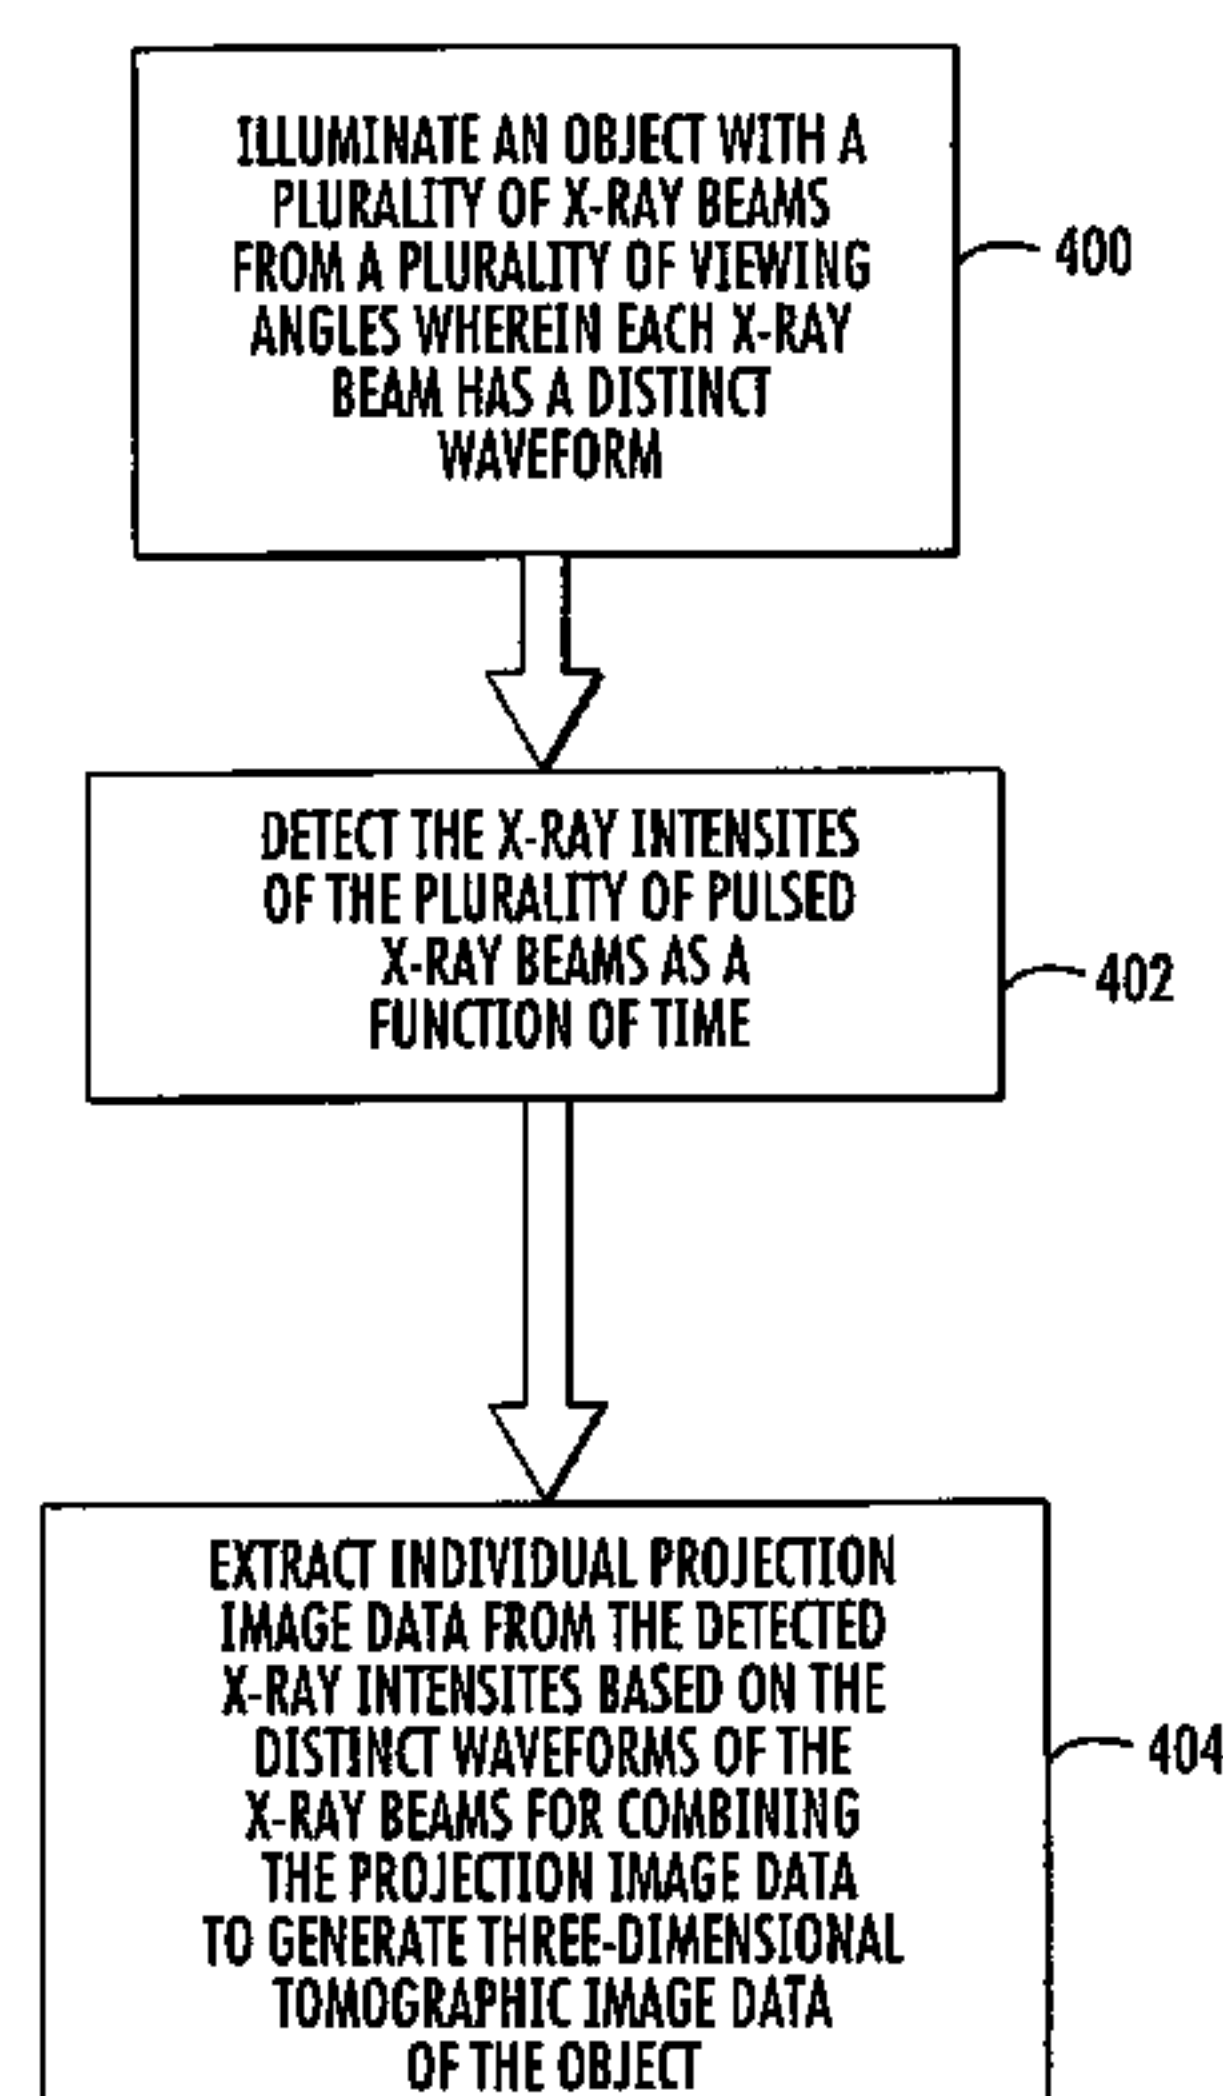 ILLUMINATE AN OBJECT WITH A
PLURALITY OF X-RAY BEAMS
FROM A PLURALITY OF VIEWING
ANGLES WHEREIN EACH X-RAY
BEAM HAS A DISTINCT
WAVEFORM
400
DETECT THE X-RAY INTENSITES
OF THE PLURALITY OF PULSED
X-RAY BEAMS AS A
FUNCTION OF TIME
402
EXTRACT INDIVIDUAL PROJECTION
IMAGE DATA FROM THE DETECTED
X-RAY INTENSITES BASED ON THE
DISTINCT WAVEFORMS OF THE
X-RAY BEAMS FOR COMBINING
THE PROJECTION IMAGE DATA
TO GENERATE THREE-DIMENSIONAL
TOMOGRAPHIC IMAGE DATA
OF THE OBJECT
404